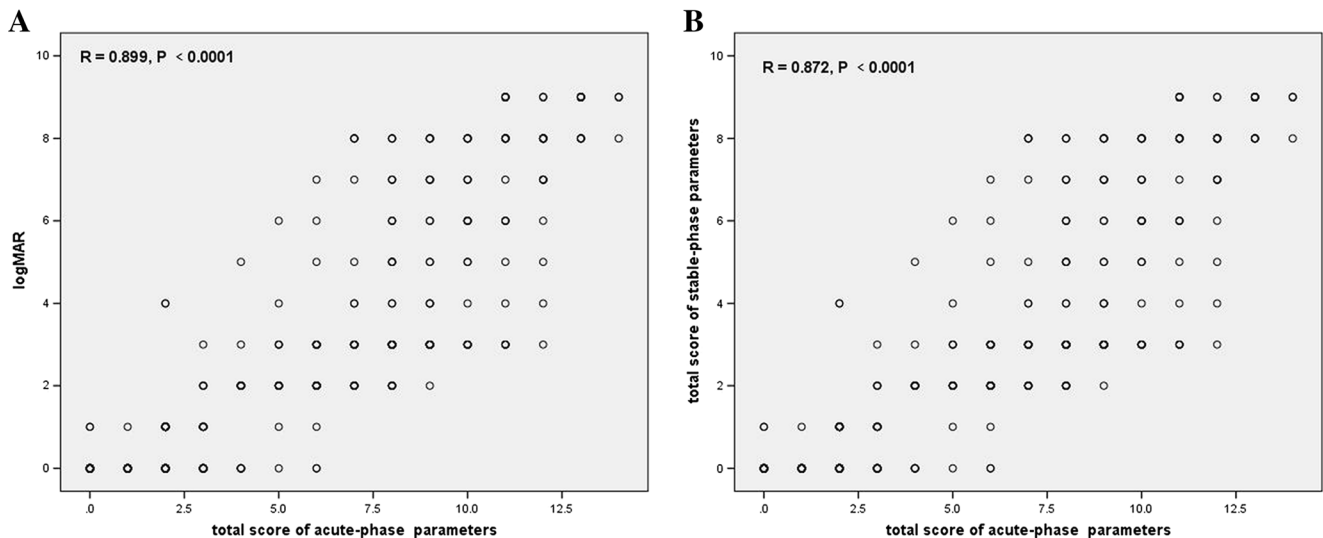 A
R = 0.899, P < 0.0001
logMAR
10
8
6
4
2
0
.0 2.5 5.0 7.5 10.0 12.5
total score of acute-phase parameters
B
R = 0.872, P < 0.0001
total score of stable-phase parameters
10
8
6
4
2
0
.0 2.5 5.0 7.5 10.0 12.5
total score of acute-phase parameters